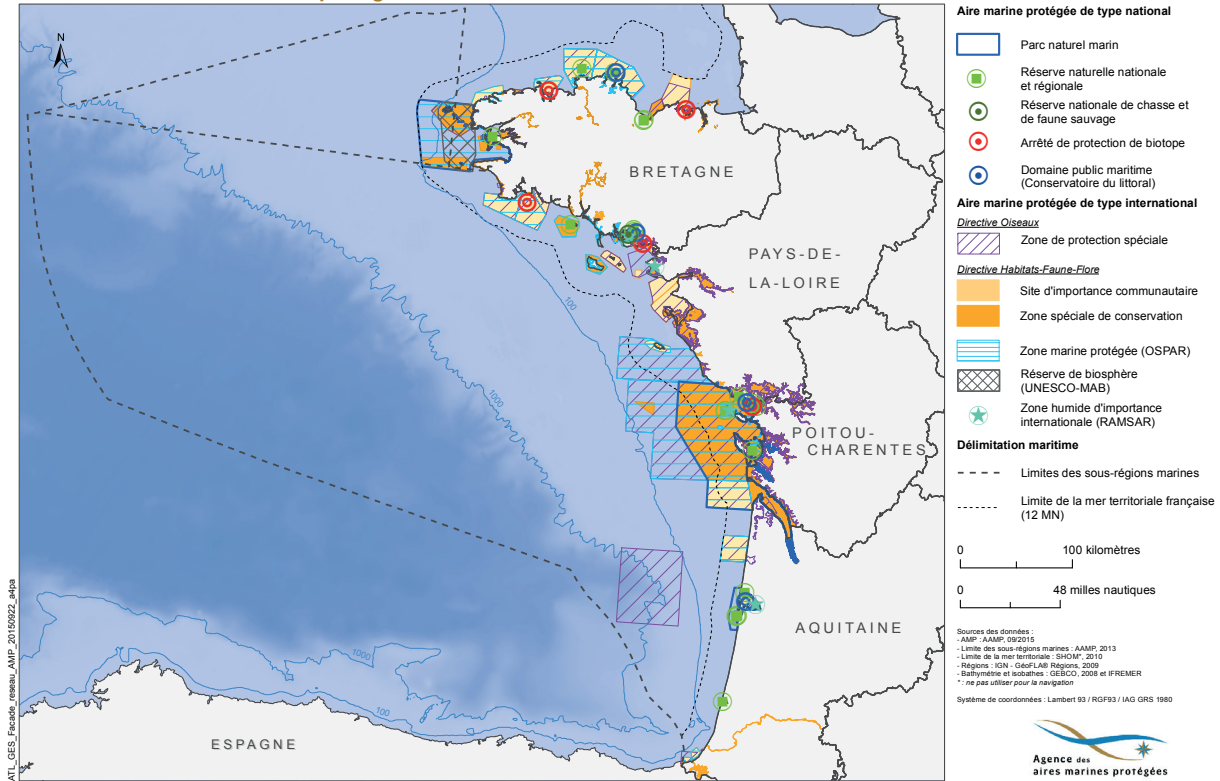 N
BRETAGNE
PAYS-DE-
LA-LOIRE
POITOU-
CHARENTES
AQUITAINE
ESPAGNE
100
1000
1000
100
ATL_GES_Facade_reseau_AMP_20150922_a4pa
Aire marine protégée de type national
Parc naturel marin
Réserve naturelle nationale
et régionale
Réserve nationale de chasse et
de faune sauvage
Arrêté de protection de biotope
Domaine public maritime
(Conservatoire du littoral)
Aire marine protégée de type international
Directive Oiseaux
Zone de protection spéciale
Directive Habitats-Faune-Flore
Site d'importance communautaire
Zone spéciale de conservation
Zone marine protégée (OSPAR)
Réserve de biosphère
(UNESCO-MAB)
Zone humide d'importance
internationale (RAMSAR)
Délimitation maritime
Limites des sous-régions marines
Limite de la mer territoriale française
(12 MN)
0 100 kilomètres
0 48 milles nautiques
Sources des données :
- AMP : AAMP, 09/2015
- Limite des sous-régions marines : AAMP, 2013
- Limite de la mer territoriale : SHOM*, 2010
- Régions : IGN - GéoFLA® Régions, 2009
- Bathymétrie et isobathes : GEBCO, 2008 et IFREMER
* : ne pas utiliser pour la navigation
Système de coordonnées : Lambert 93 / RGF93 / IAG GRS 1980
Agence des
aires marines protégées